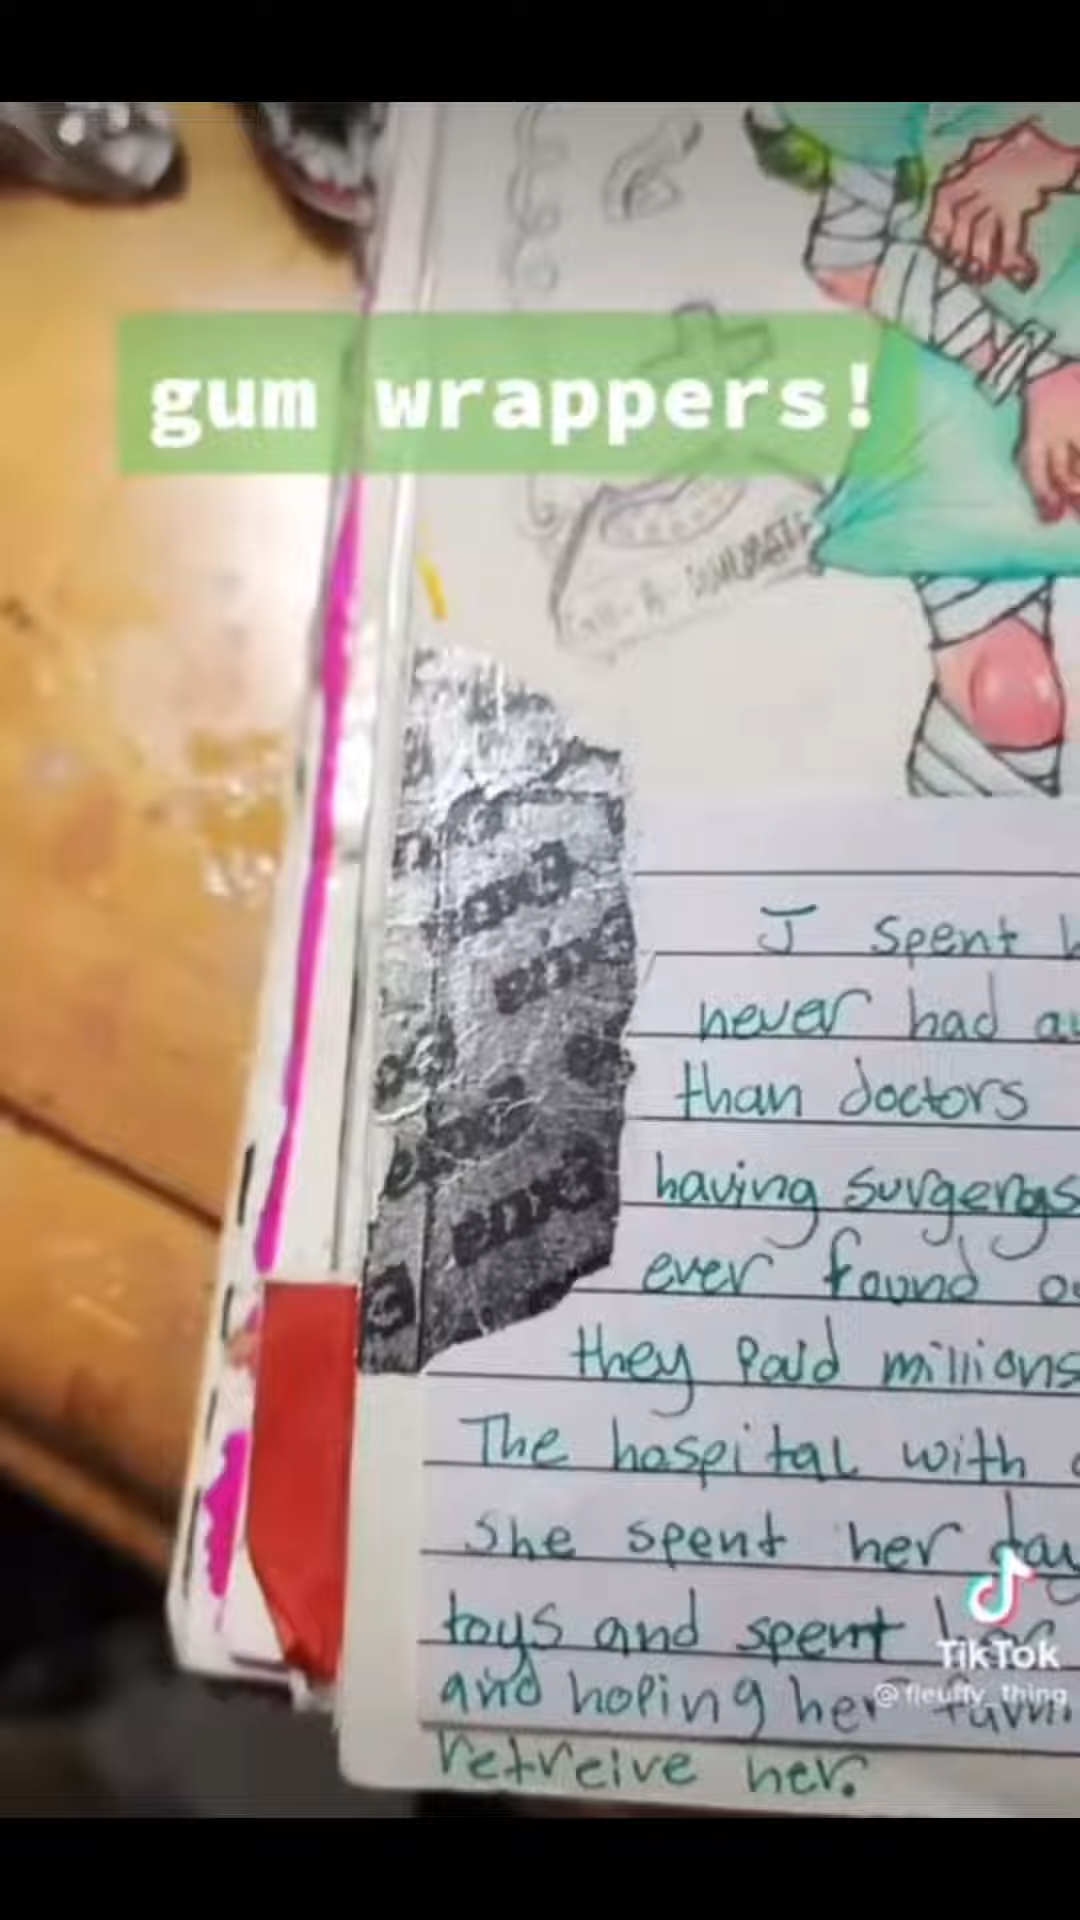 gum wrappers!
J spent
never had
than doctors
having surgerys
ever found
they paid millions
The hospital with
She spent her day
toys and spent her
and hoping her
retreive her.
TikTok
@fleuffy_thing